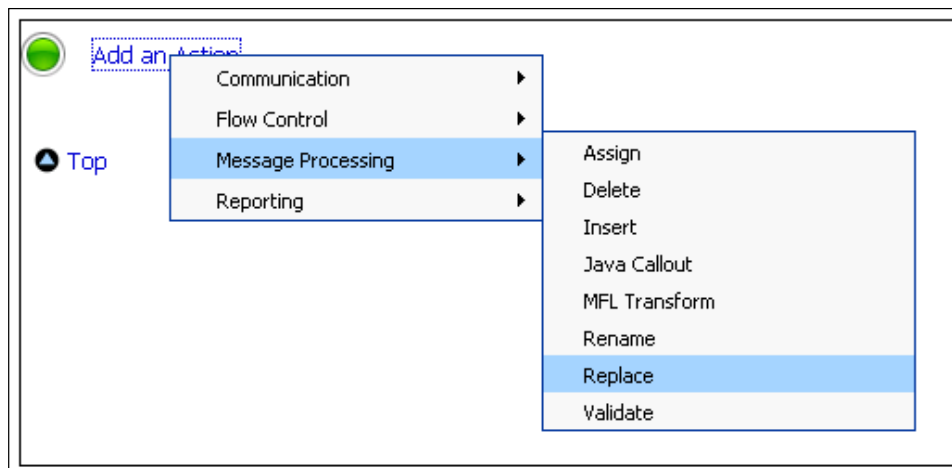 Add an Action
Communication
Flow Control
Top
Message Processing
Reporting
Assign
Delete
Insert
Java Callout
MFL Transform
Rename
Replace
Validate